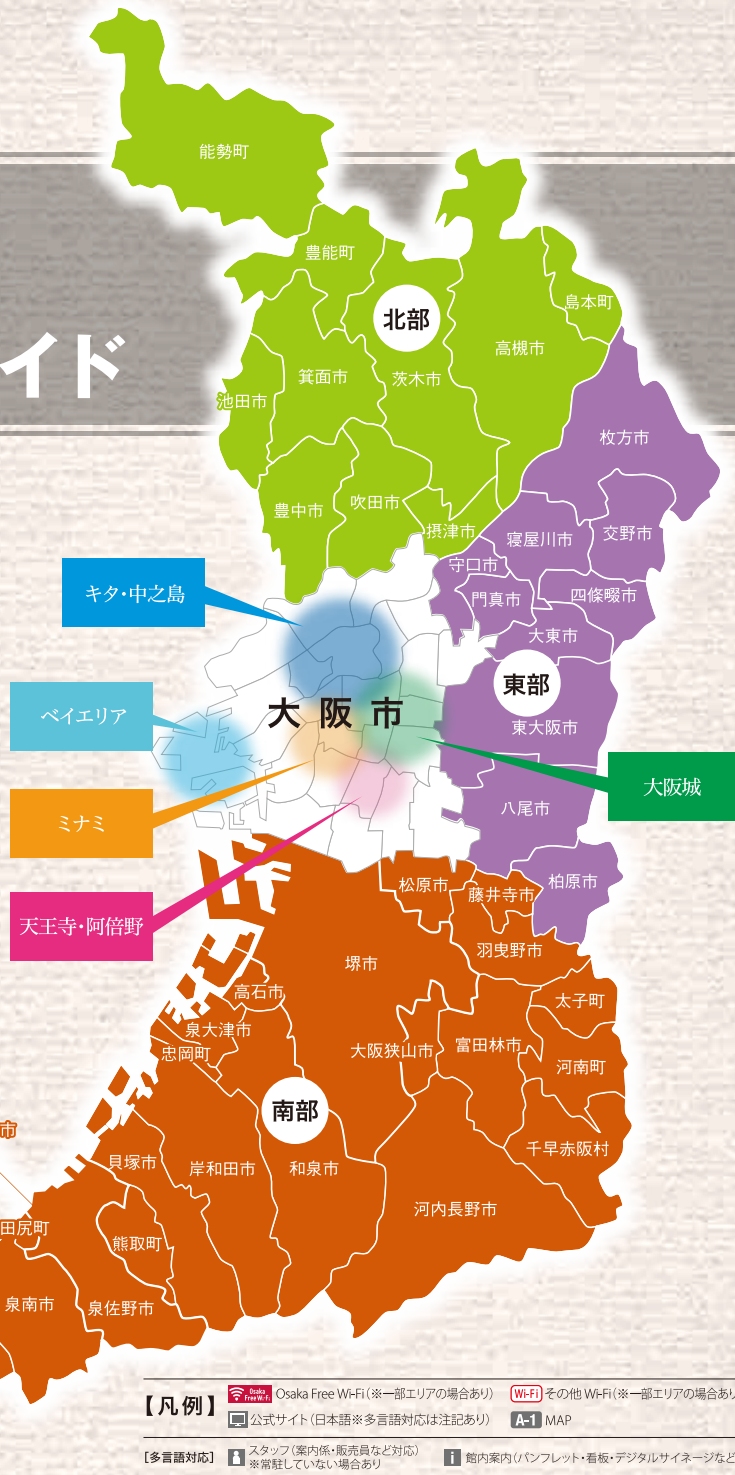 能勢町
豊能町
島本町
北部
高槻市
イド
箕面市
茨木市
池田市
枚方市
豊中市
吹田市
摂津市
寝屋川市
交野市
守口市
キタ・中之島
門真市
四條畷市
大東市
東部
ベイエリア
大阪市
東大阪市
大阪城
ミナミ
八尾市
松原市
柏原市
藤井寺市
天王寺・阿倍野
羽曳野市
堺市
高石市
太子町
泉大津市
忠岡町
大阪狭山市
富田林市
河南町
南部
市
千早赤阪村
貝塚市
岸和田市
和泉市
河内長野市
田尻町
熊取町
泉南市
泉佐野市
【凡例】
Osaka Free Wi-Fi
Osaka Free Wi-Fi(※一部エリアの場合あり)
Wi-Fi その他 Wi-Fi(※一部エリアの場合あり
公式サイト(日本語※多言語対応は注記あり)
A-1 MAP
[多言語対応]
スタッフ(案内係・販売員など対応)
※常駐していない場合あり
i 館内案内(パンフレット・看板・デジタルサイネージなど